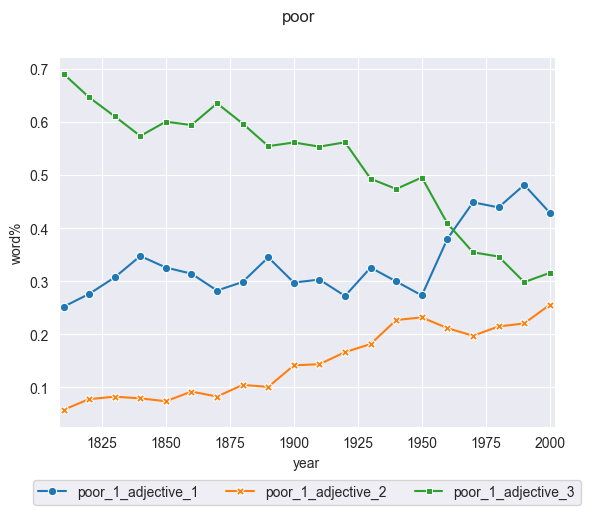 poor
0.7
0.6
0.5
0.4
0.3
0.2
0.1
word%
1825 1850 1875 1900 1925 1950 1975 2000
year
poor_1_adjective_1 poor_1_adjective_2 poor_1_adjective_3